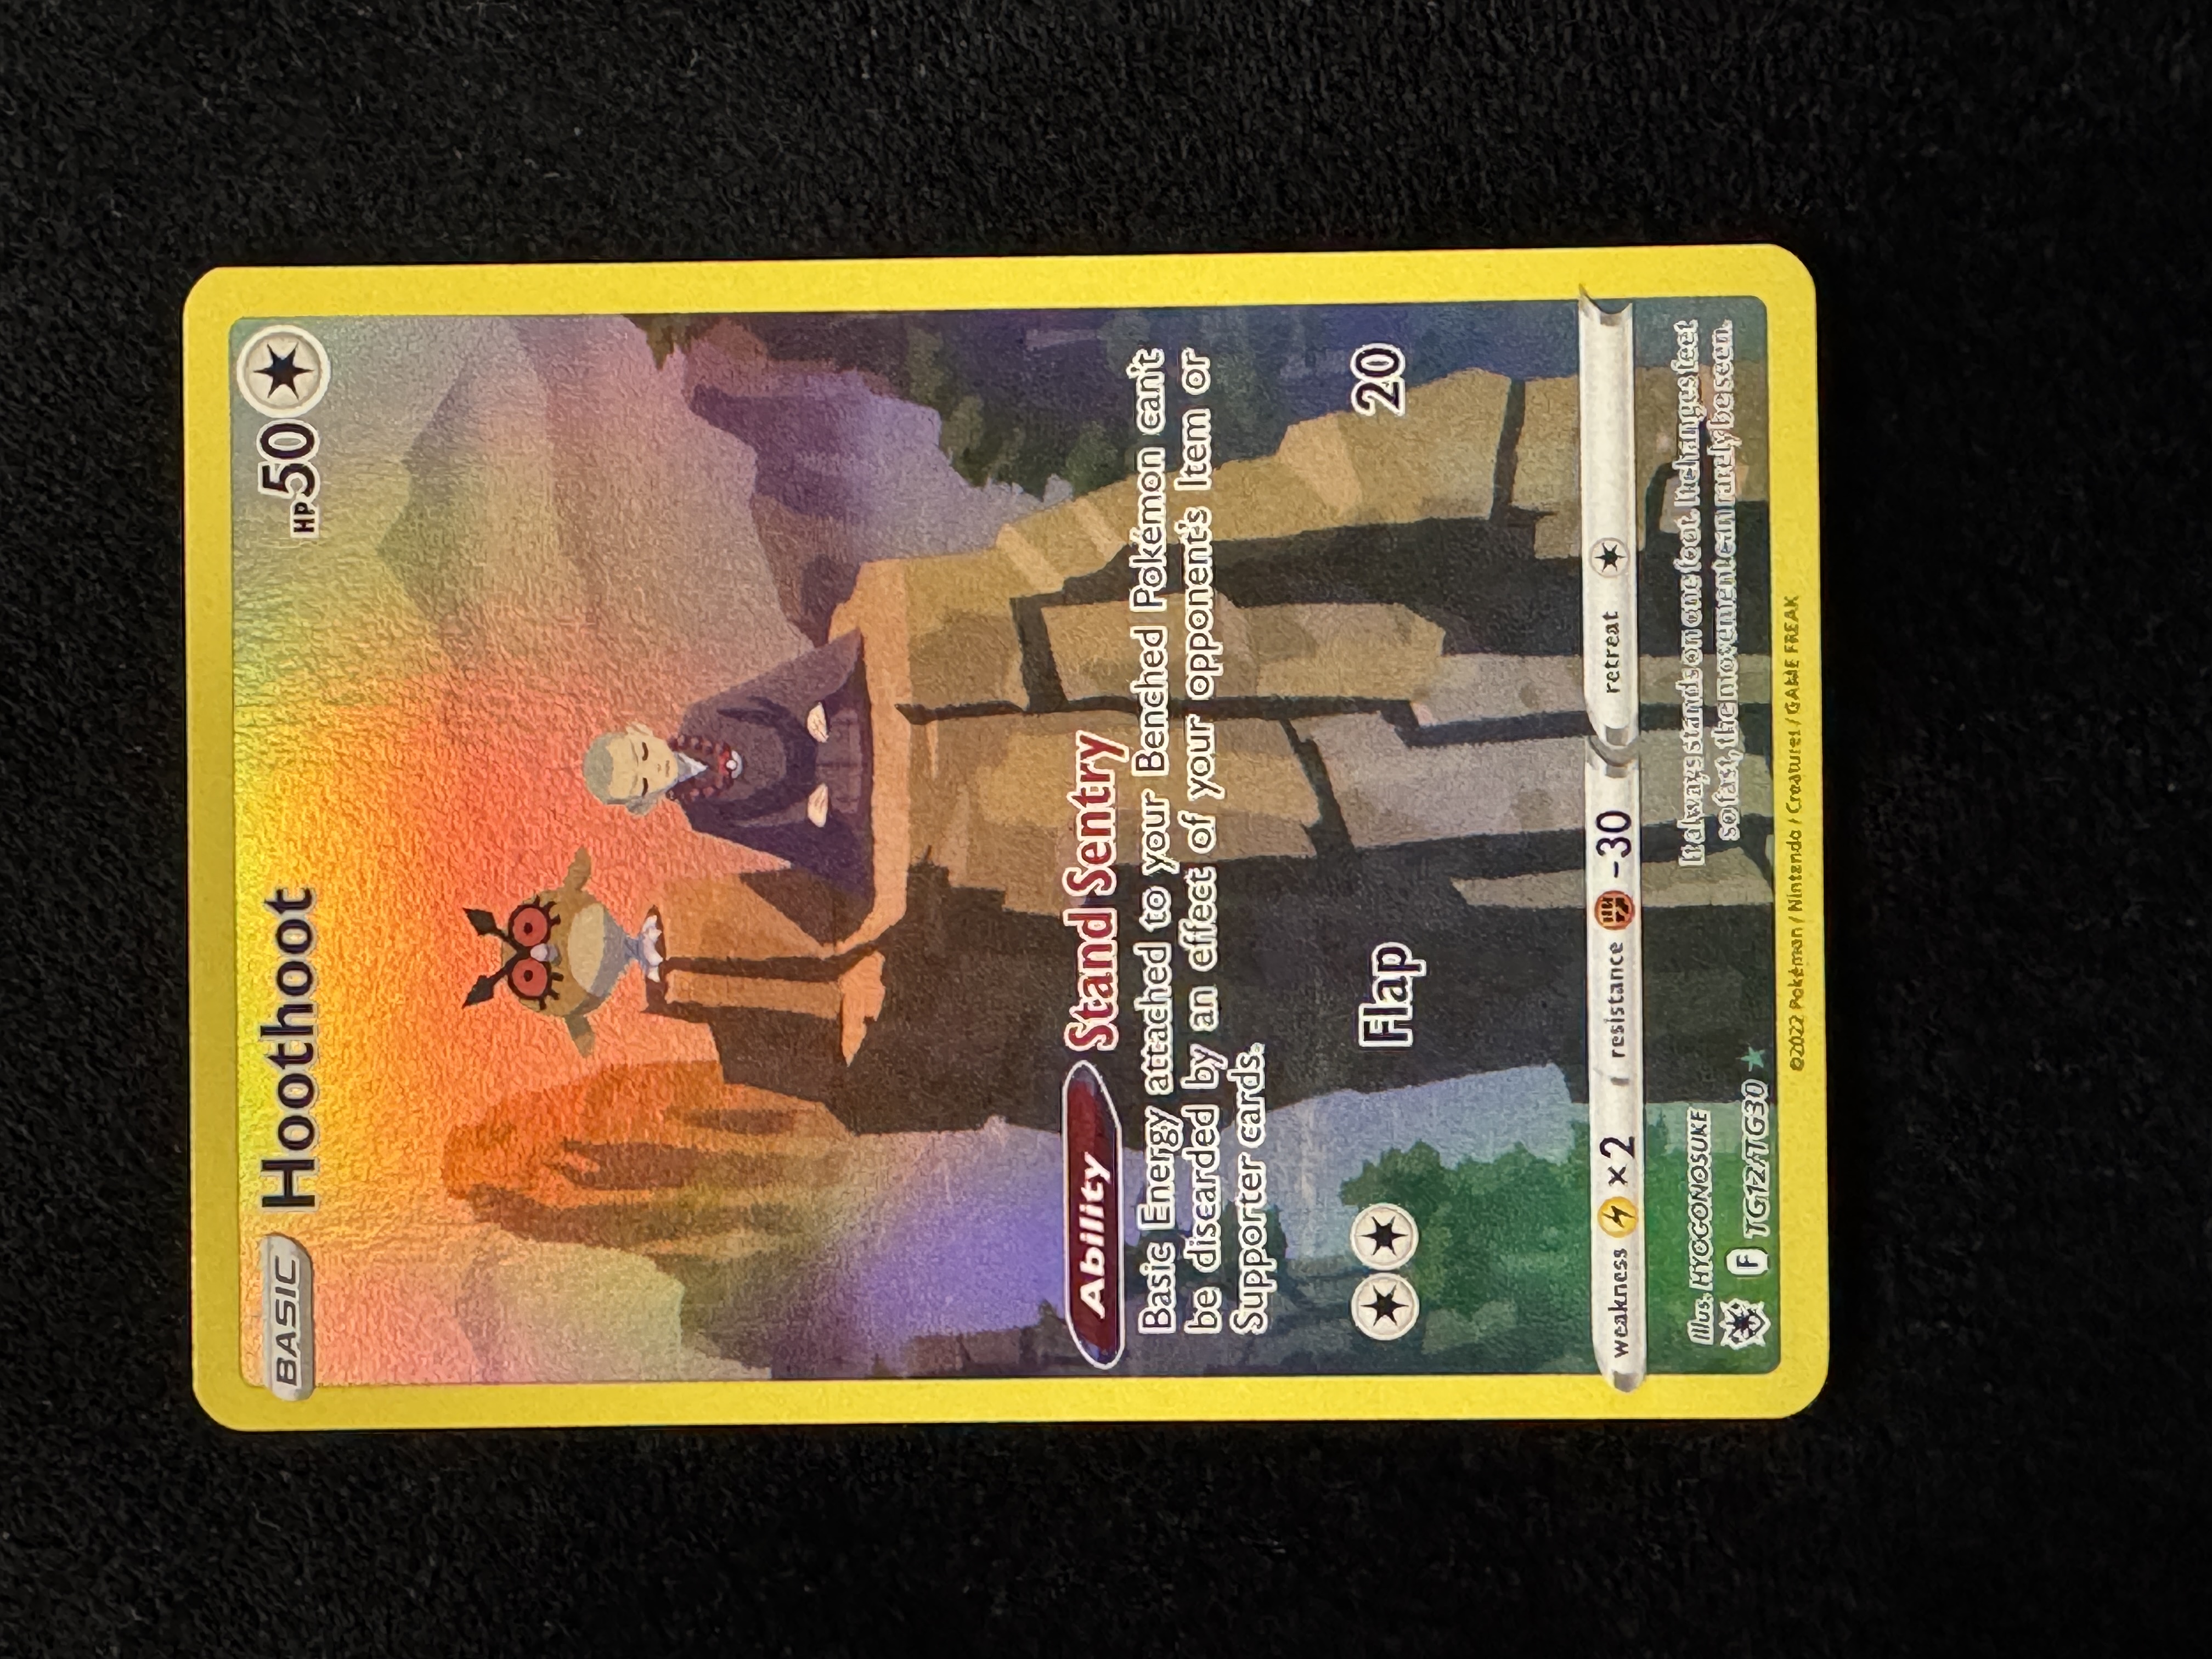 BASIC
Hoothoot
HP50
Ability Stand Sentry
Basic Energy attached to your Benched Pokémon can't
be discarded by an effect of your opponent's Item or
Supporter cards.
Flap 20
weakness ×2 resistance -30 retreat
Illus. HYOGONOSUKE
F TG12/TG30
It always stands on one foot. It changes feet
so fast, the movement can rarely be seen.
©2022 Pokémon / Nintendo / Creatures / GAME FREAK